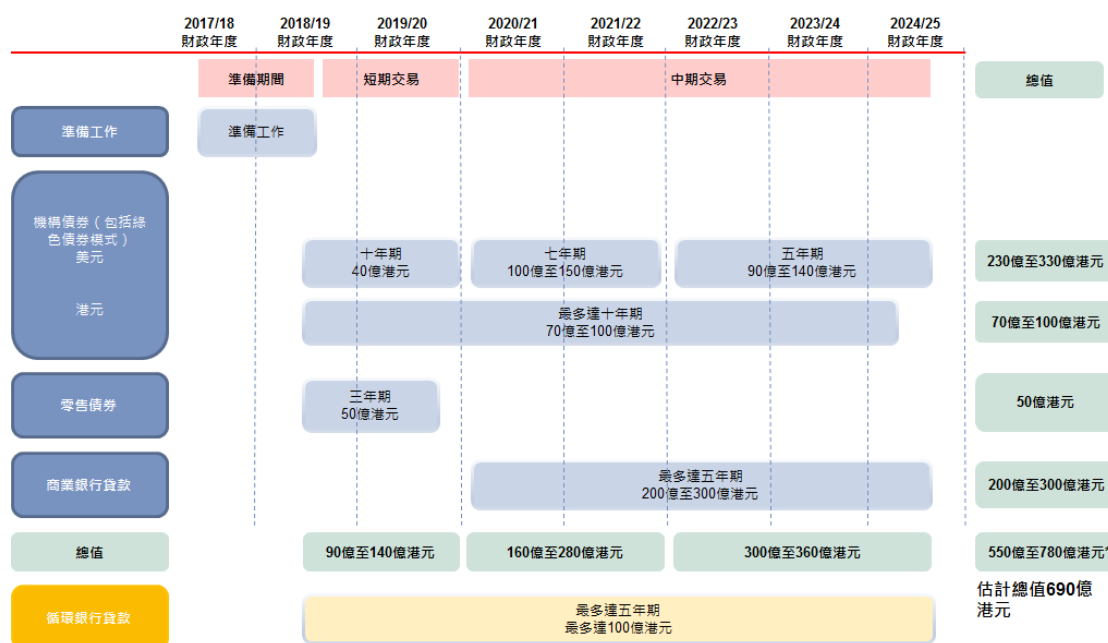 2017/18
財政年度
2018/19
財政年度
2019/20
財政年度
2020/21
財政年度
2021/22
財政年度
2022/23
財政年度
2023/24
財政年度
2024/25
財政年度
準備期間
短期交易
中期交易
總值
準備工作
準備工作
機構債券(包括綠
色債券模式)
美元
港元
十年期
40億港元
七年期
100億至150億港元
五年期
90億至140億港元
230億至330億港元
最多達十年期
70億至100億港元
70億至100億港元
零售債券
三年期
50億港元
50億港元
商業銀行貸款
最多達五年期
200億至300億港元
200億至300億港元
總值
90億至140億港元
160億至280億港元
300億至360億港元
550億至780億港元*
估計總值690億
港元
循環銀行貸款
最多達五年期
最多達100億港元